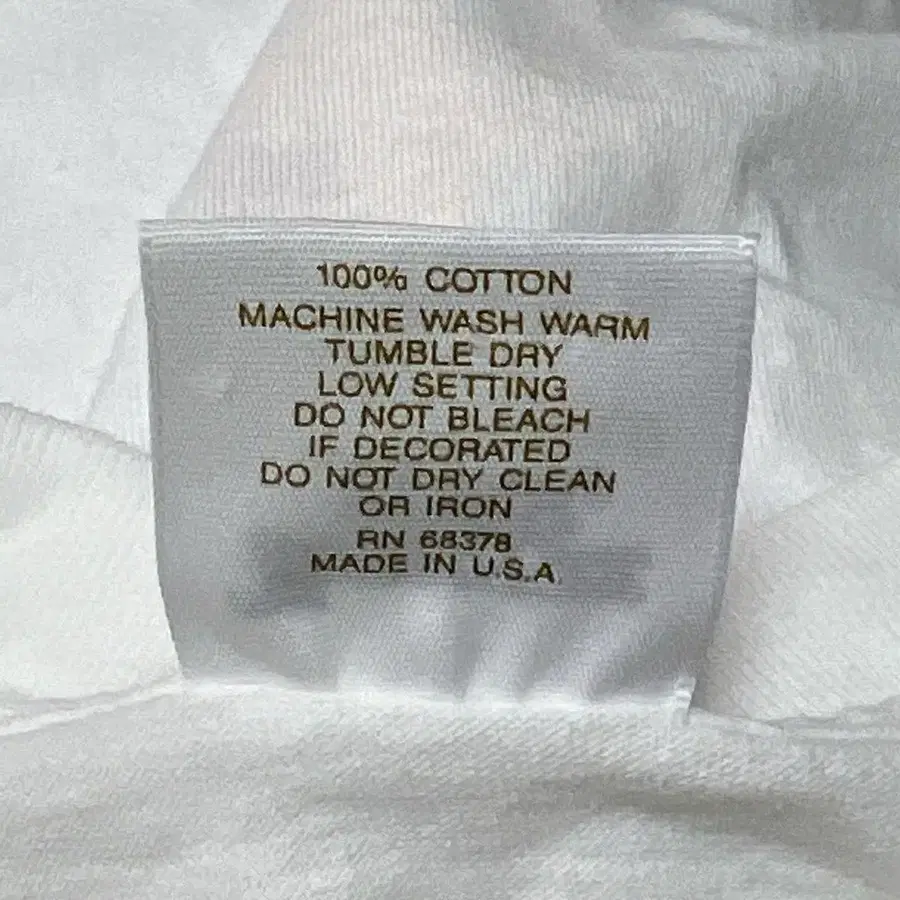 100% COTTON
MACHINE WASH WARM
TUMBLE DRY
LOW SETTING
DO NOT BLEACH
IF DECORATED
DO NOT DRY CLEAN
OR IRON
RN 68378
MADE IN U.S.A.